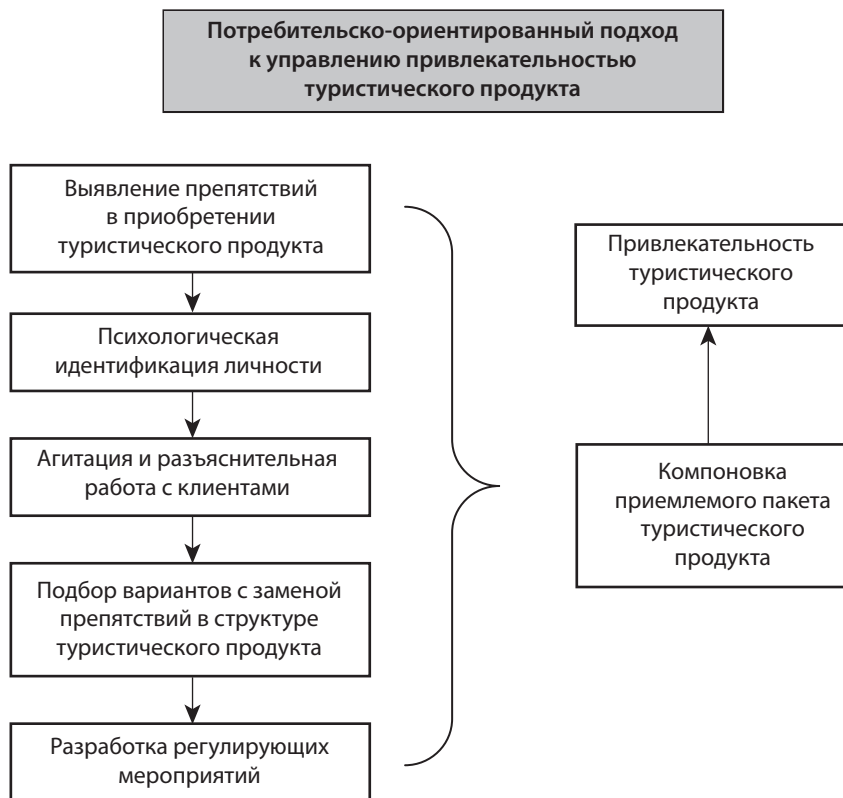 Потребительско-ориентированный подход
к управлению привлекательностью
туристического продукта
Выявление препятствий
в приобретении
туристического продукта
Психологическая
идентификация личности
Агитация и разъяснительная
работа с клиентами
Подбор вариантов с заменой
препятствий в структуре
туристического продукта
Разработка регулирующих
мероприятий
Привлекательность
туристического
продукта
Компоновка
приемлемого пакета
туристического
продукта